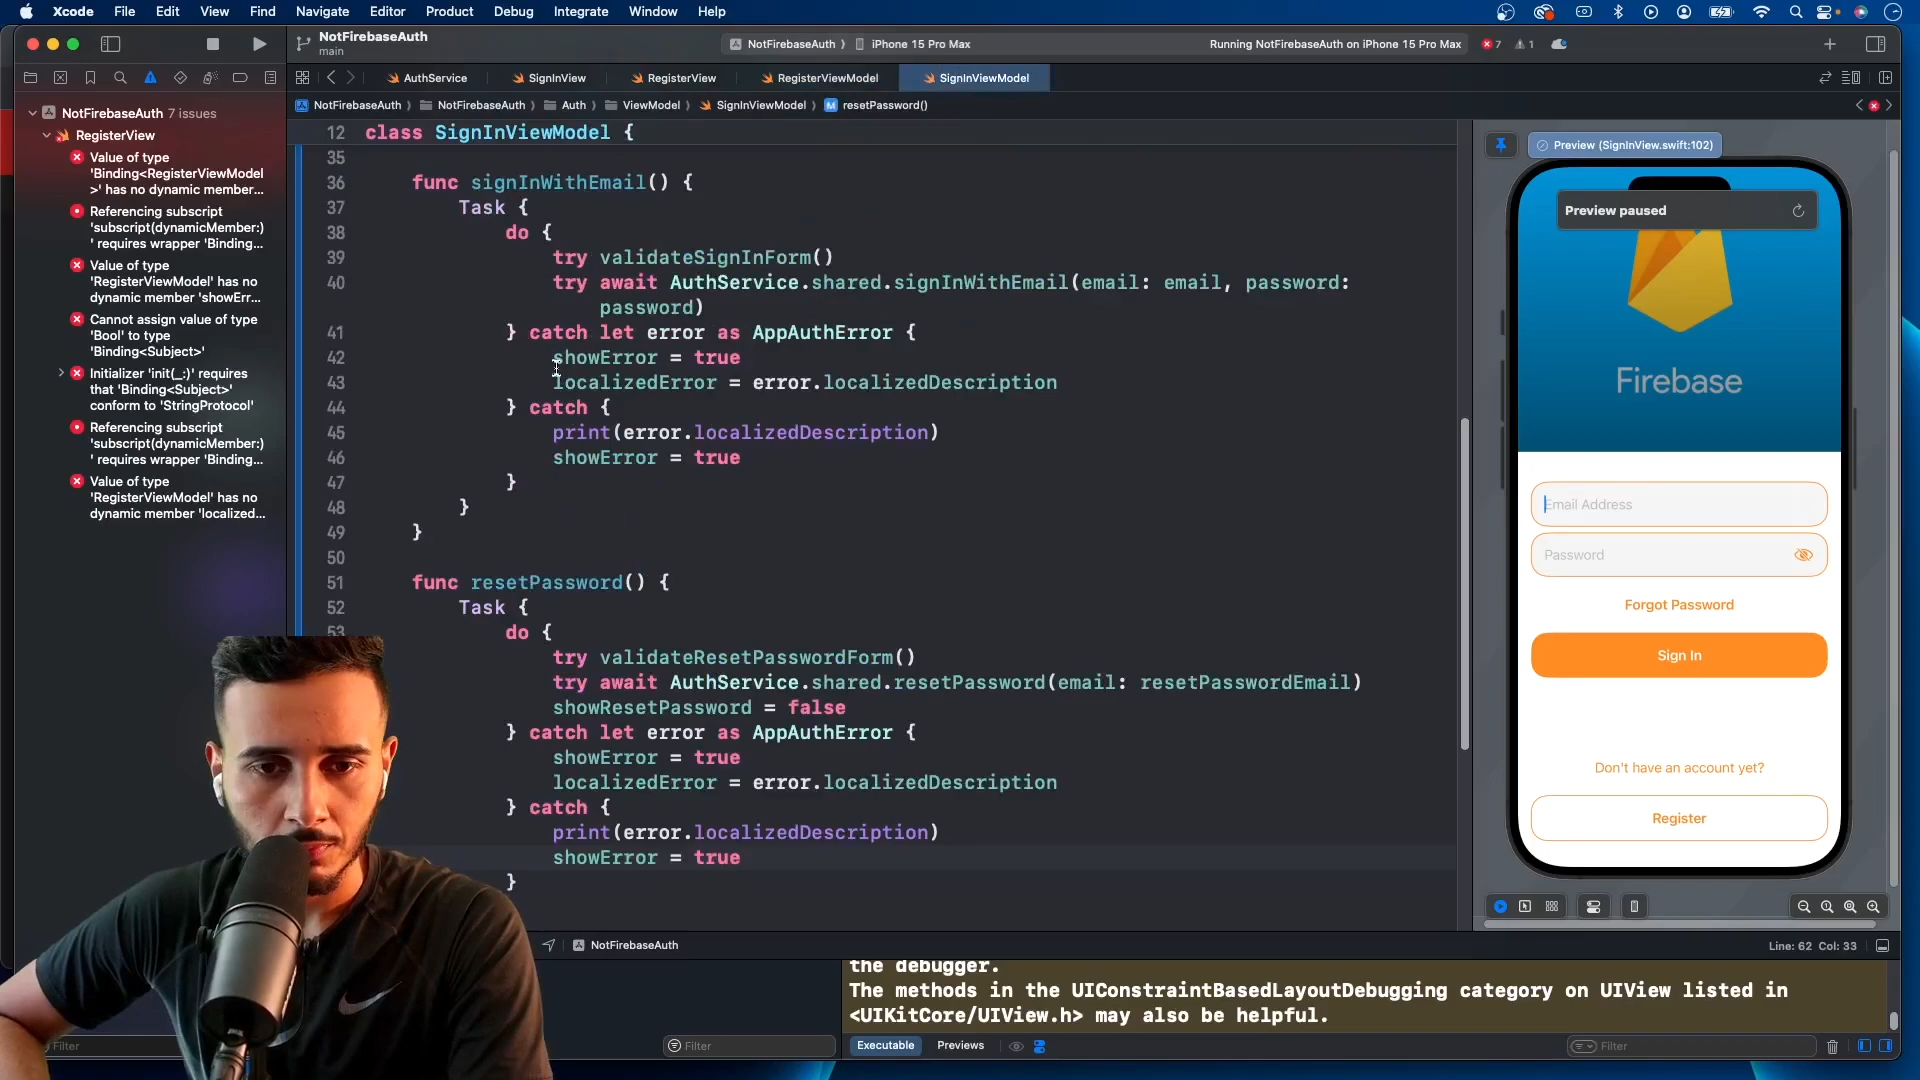 Xcode File Edit View Find Navigate Editor Product Debug Integrate Window Help
NotFirebaseAuth
main
NotFirebaseAuth
iPhone 15 Pro Max
Running NotFirebaseAuth on iPhone 15 Pro Max
7
1
AuthService
SignInView
RegisterView
RegisterViewModel
SignInViewModel
NotFirebaseAuth
NotFirebaseAuth
Auth
ViewModel
SignInViewModel
M resetPassword()
NotFirebaseAuth 7 issues
RegisterView
Value of type
'Binding<RegisterViewModel
>' has no dynamic member...
Referencing subscript
'subscript(dynamicMember:)
' requires wrapper 'Binding...
Value of type
'RegisterViewModel' has no
dynamic member 'showErr...
Cannot assign value of type
'Bool' to type
'Binding<Subject>'
Initializer 'init(_:)' requires
that 'Binding<Subject>'
conform to 'StringProtocol'
Referencing subscript
'subscript(dynamicMember:)
' requires wrapper 'Binding...
Value of type
'RegisterViewModel' has no
dynamic member 'localized...
12 class SignInViewModel {
35
36 func signInWithEmail() {
37 Task {
38 do {
39 try validateSignInForm()
40 try await AuthService.shared.signInWithEmail(email: email, password:
password)
41 } catch let error as AppAuthError {
42 showError = true
43 localizedError = error.localizedDescription
44 } catch {
45 print(error.localizedDescription)
46 showError = true
47 }
48 }
49 }
50
51 func resetPassword() {
52 Task {
53 do {
try validateResetPasswordForm()
try await AuthService.shared.resetPassword(email: resetPasswordEmail)
showResetPassword = false
} catch let error as AppAuthError {
showError = true
localizedError = error.localizedDescription
} catch {
print(error.localizedDescription)
showError = true
}
Preview (SignInView.swift:102)
Preview paused
Firebase
Email Address
Password
Forgot Password
Sign In
Don't have an account yet?
Register
NotFirebaseAuth
Line: 62 Col: 33
the debugger.
The methods in the UIConstraintBasedLayoutDebugging category on UIView listed in
<UIKitCore/UIView.h> may also be helpful.
Filter
Filter
Executable
Previews
Filter